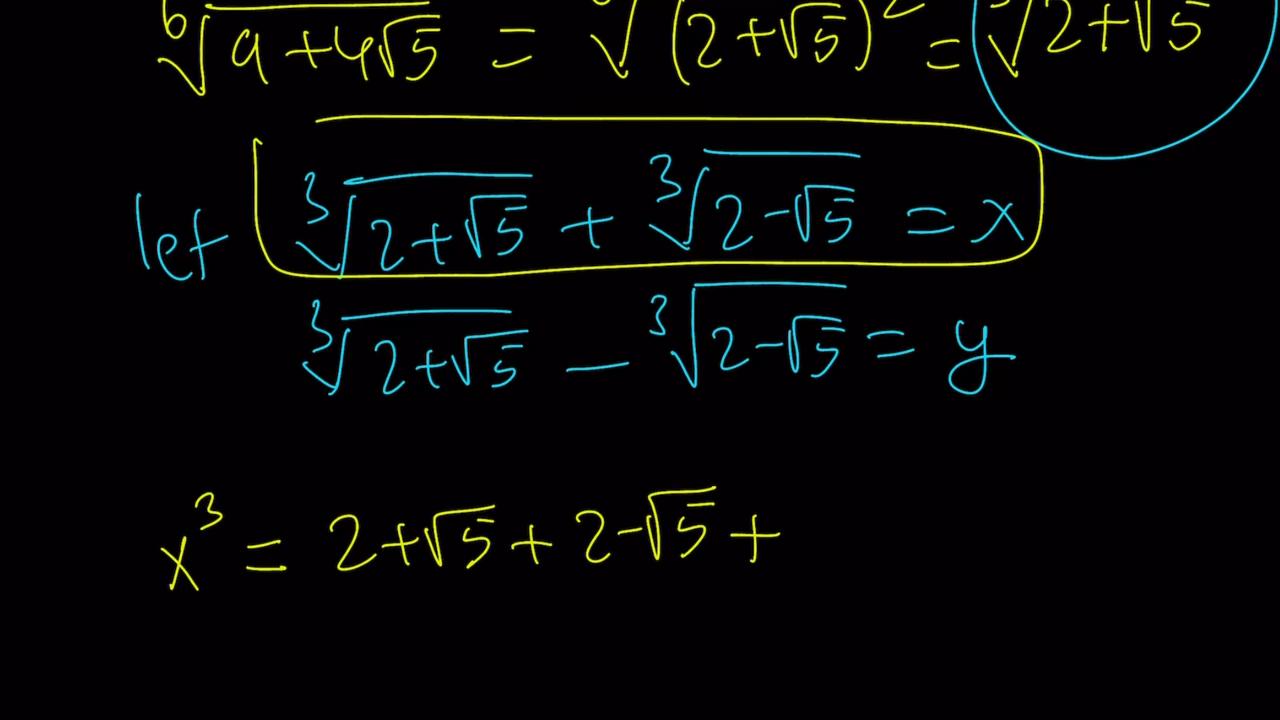 ⁶√(9+4√5) = √(2+√5)² = ³√(2+√5)
let ³√(2+√5) + ³√(2-√5) = x
³√(2+√5) - ³√(2-√5) = y
x³ = 2+√5 + 2-√5 +